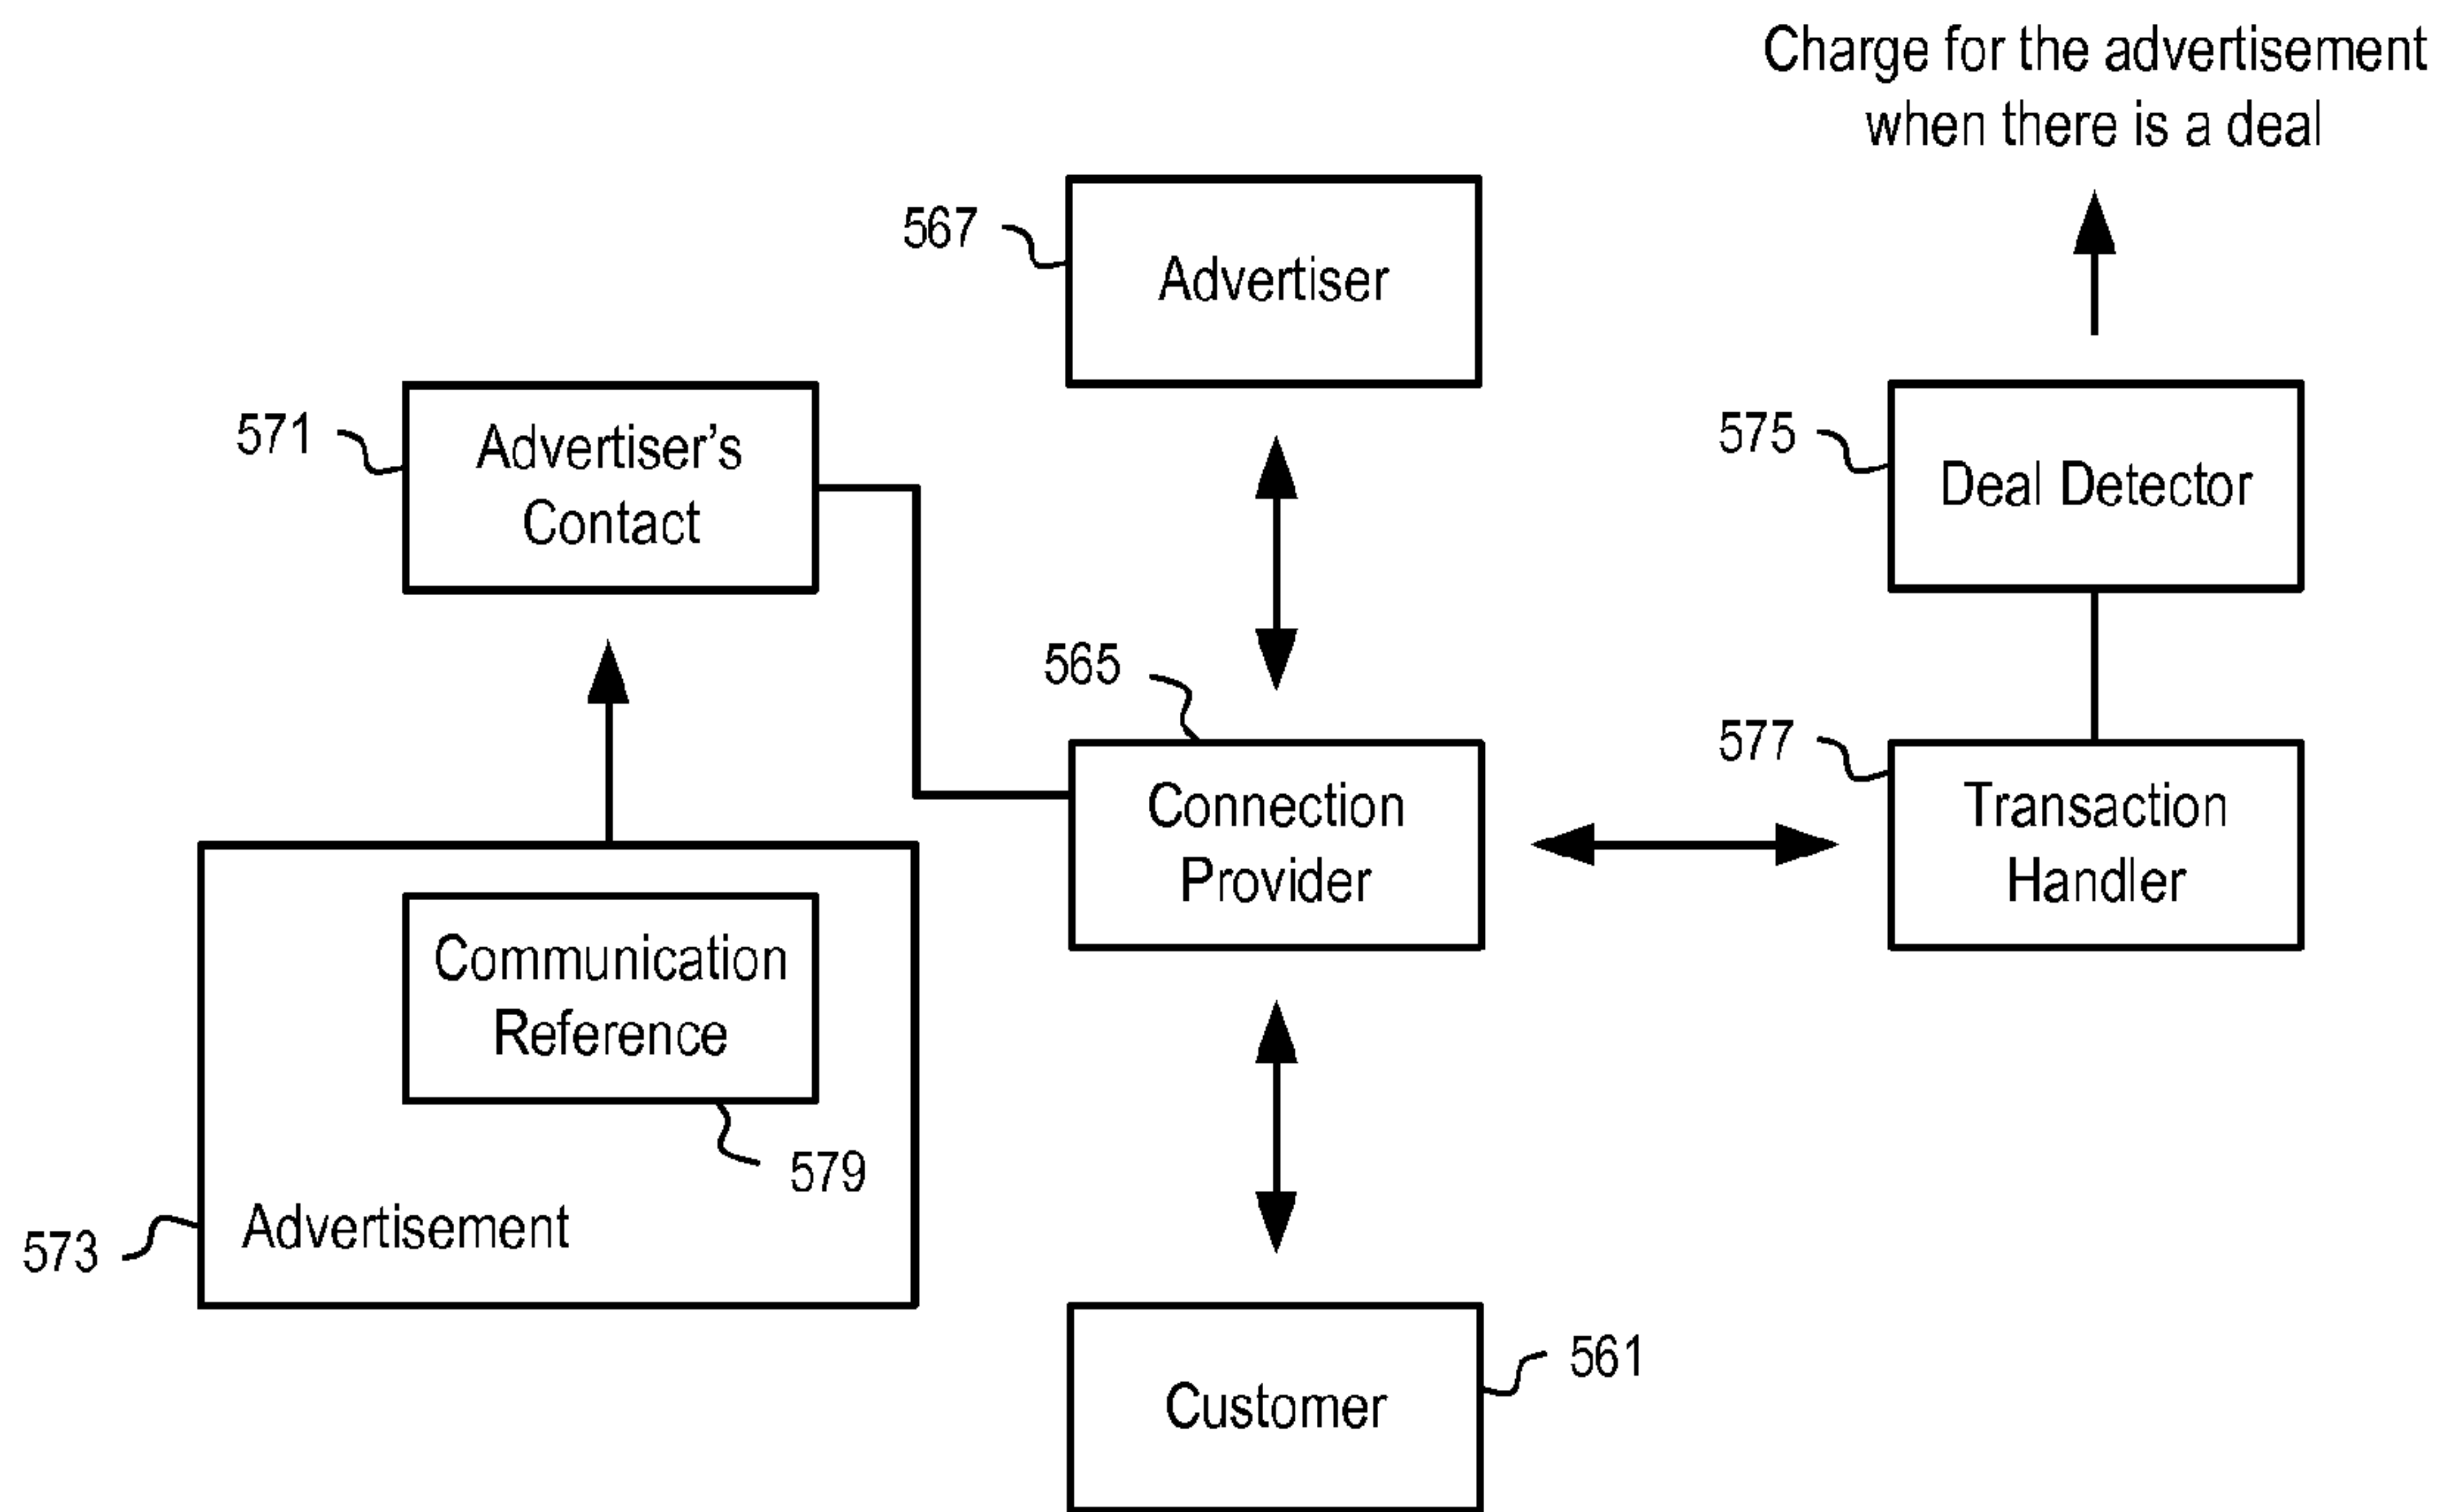 Charge for the advertisement
when there is a deal
567
Advertiser
571
Advertiser's
Contact
575
Deal Detector
565
Connection
Provider
577
Transaction
Handler
Communication
Reference
579
573
Advertisement
561
Customer